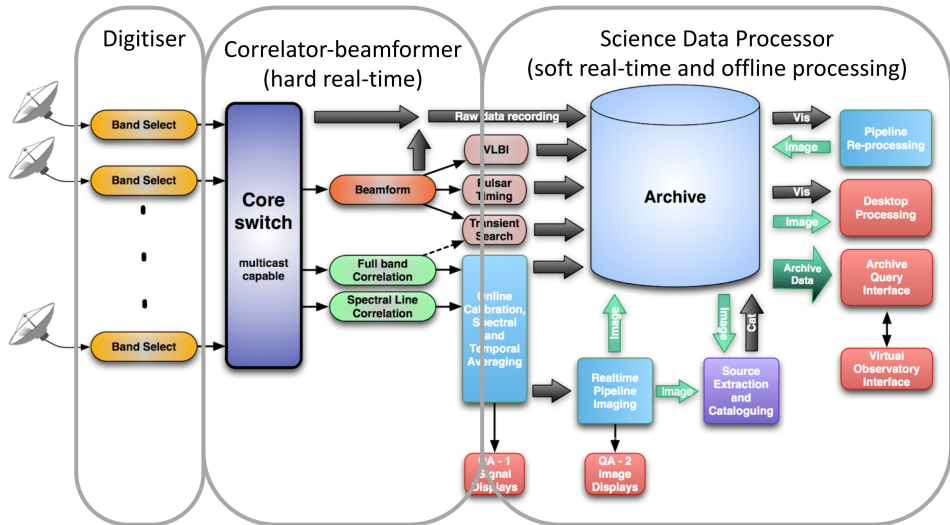 Digitiser
Correlator-beamformer
(hard real-time)
Science Data Processor
(soft real-time and offline processing)
Band Select
Band Select
Band Select
Core
switch
multicast
capable
Raw data recording
Beamform
VLBI
Pulsar
Timing
Transient
Search
Full band
Correlation
Spectral Line
Correlation
Online
Calibration,
Spectral
and
Temporal
Averaging
QA - 1
Signal
Displays
Archive
Image
Realtime
Pipeline
Imaging
QA - 2
Image
Displays
Image
Image
Cat
Source
Extraction
and
Cataloguing
Vis
Image
Pipeline
Re-processing
Vis
Image
Desktop
Processing
Archive
Data
Archive
Query
Interface
Virtual
Observatory
Interface